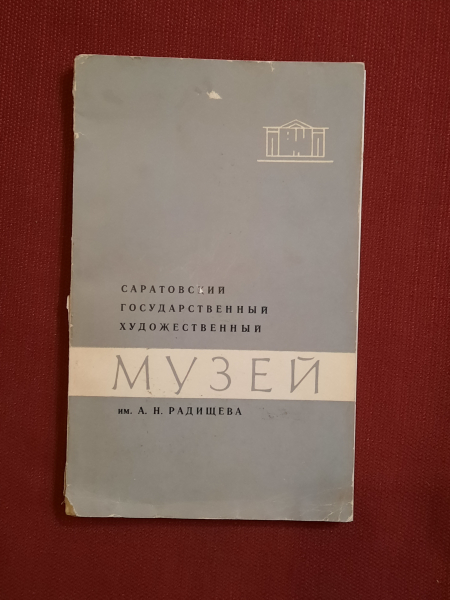 САРАТОВСКИЙ
ГОСУДАРСТВЕННЫЙ
ХУДОЖЕСТВЕННЫЙ
МУЗЕЙ
им. А. Н. РАДИЩЕВА